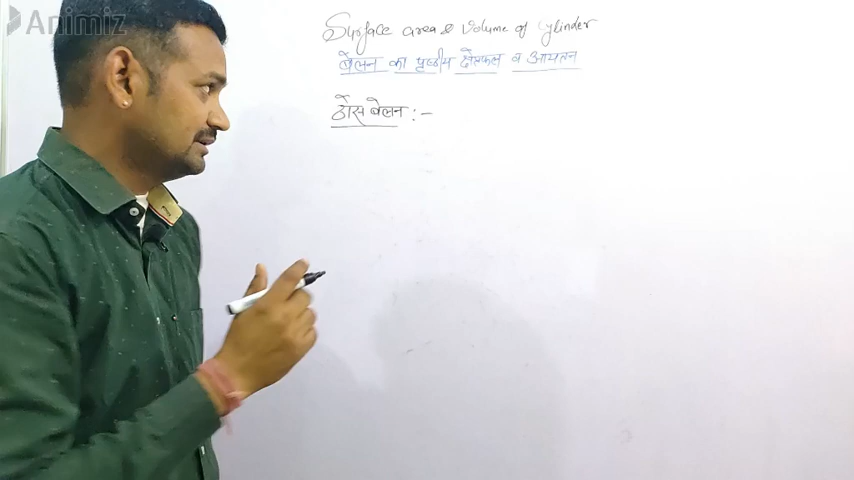 Animiz
Surface area & Volume of Cylinder
बेलन का पृष्ठीय क्षेत्रफल व आयतन
ठोस बेलन :-